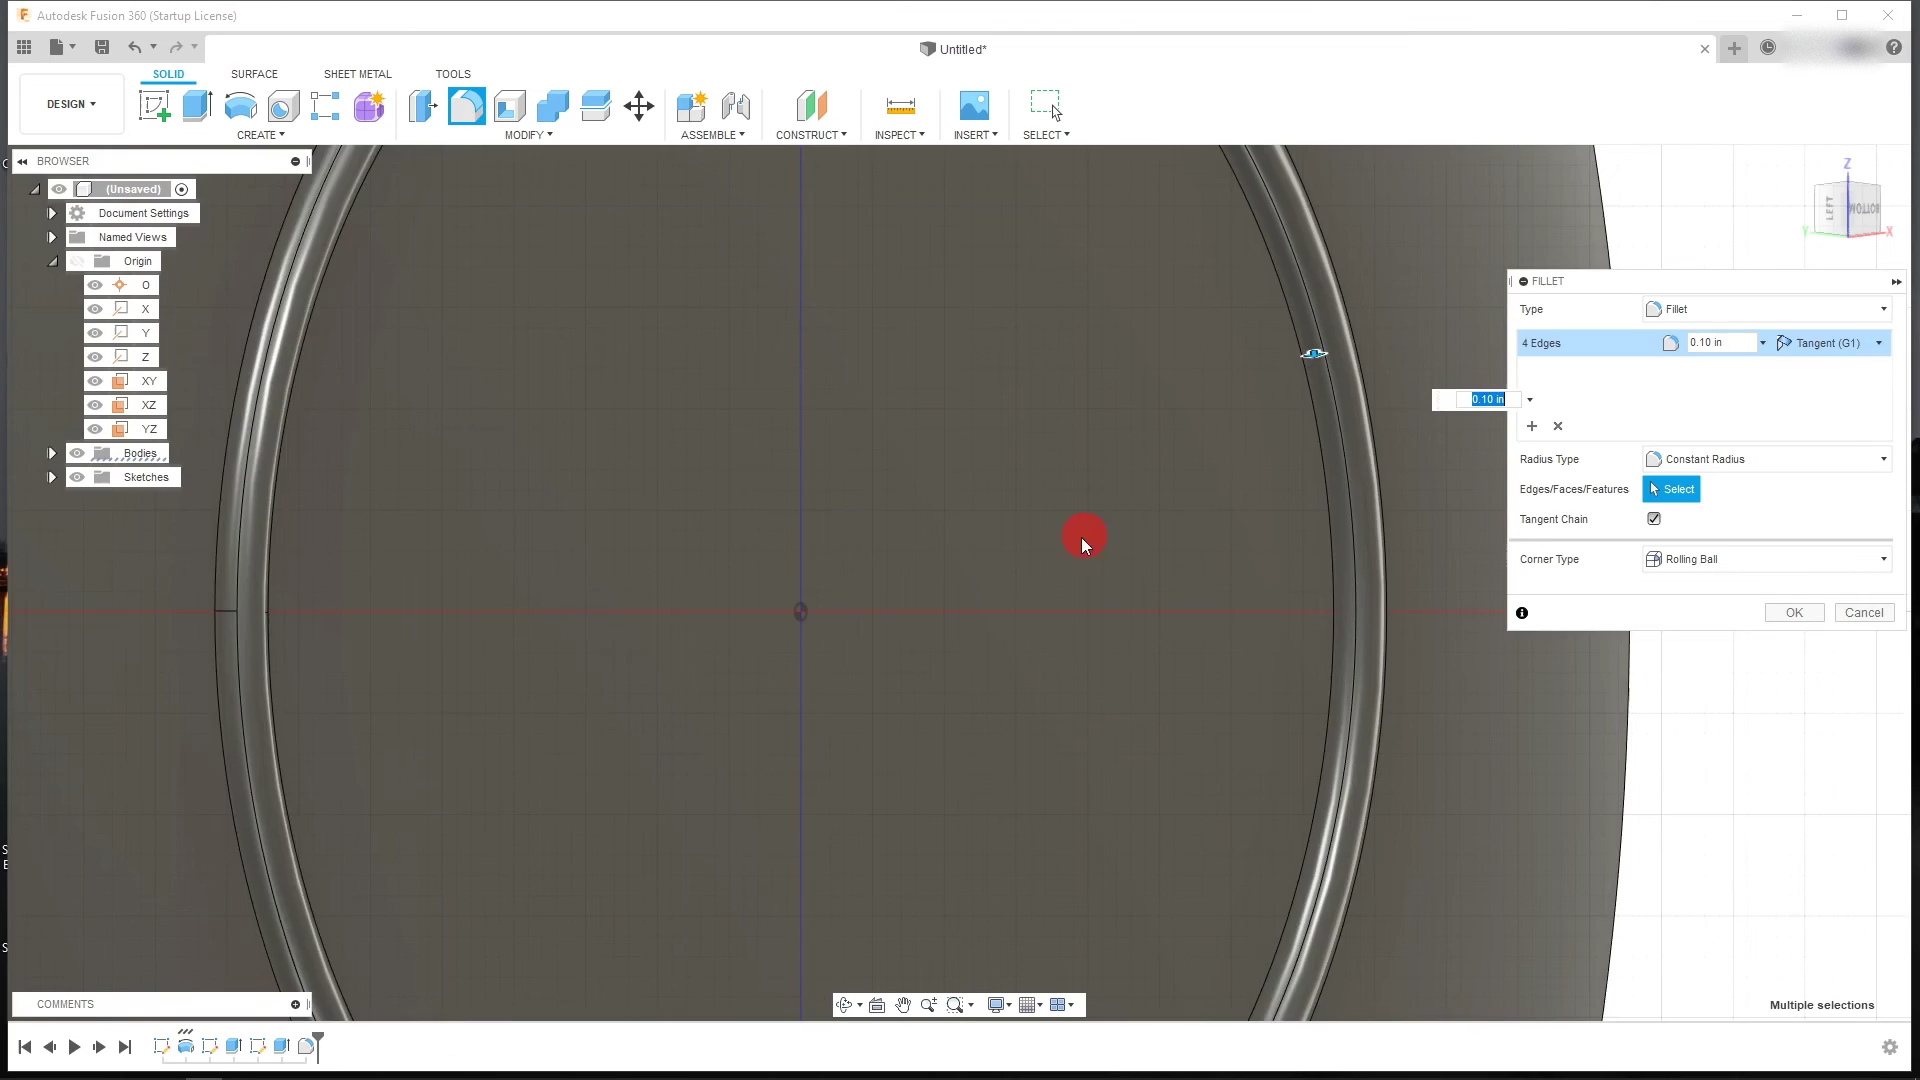 Autodesk Fusion 360 (Startup License)
Untitled*
SOLID SURFACE SHEET METAL TOOLS
DESIGN
CREATE MODIFY ASSEMBLE CONSTRUCT INSPECT INSERT SELECT
BROWSER
(Unsaved)
Document Settings
Named Views
Origin
O
X
Y
Z
XY
XZ
YZ
Bodies
Sketches
Z
LEFT
BOTTOM
Y
X
FILLET
Type Fillet
4 Edges 0.10 in Tangent (G1)
0.10 in
Radius Type Constant Radius
Edges/Faces/Features Select
Tangent Chain
Corner Type Rolling Ball
OK Cancel
COMMENTS
Multiple selections